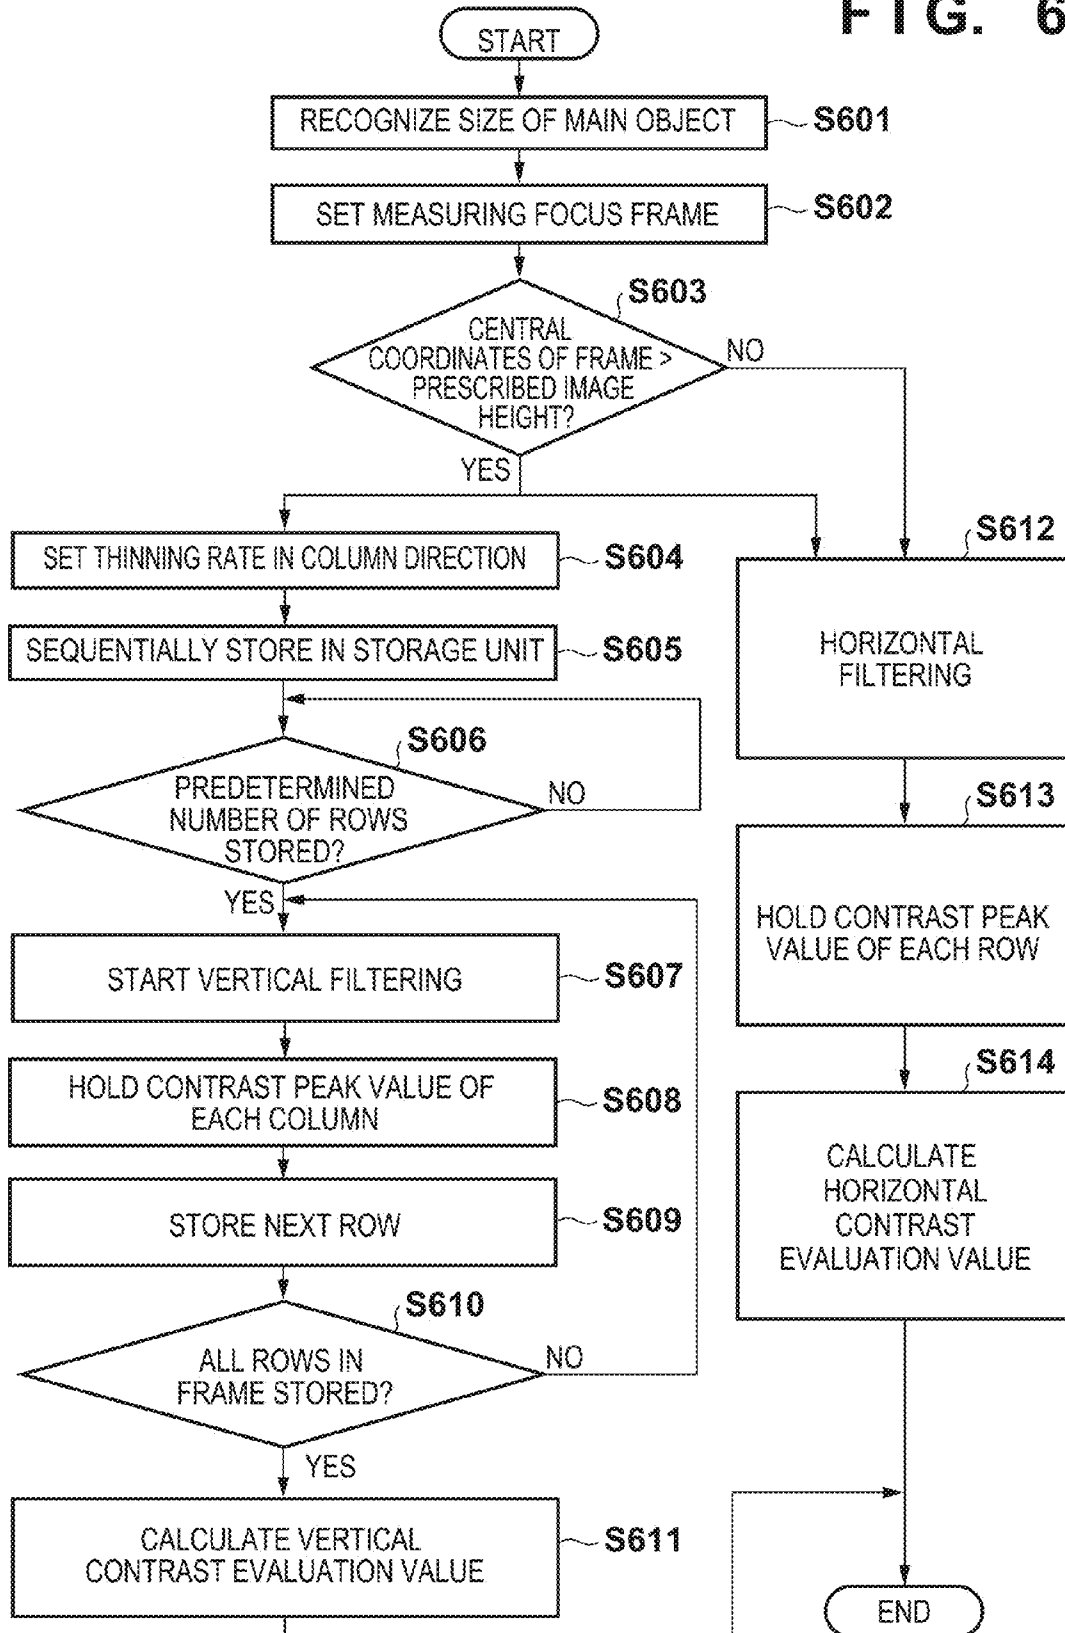 FIG. 6
START
RECOGNIZE SIZE OF MAIN OBJECT
S601
SET MEASURING FOCUS FRAME
S602
S603
CENTRAL
COORDINATES OF FRAME >
PRESCRIBED IMAGE
HEIGHT?
NO
YES
SET THINNING RATE IN COLUMN DIRECTION
S604
SEQUENTIALLY STORE IN STORAGE UNIT
S605
S606
PREDETERMINED
NUMBER OF ROWS
STORED?
NO
YES
START VERTICAL FILTERING
S607
HOLD CONTRAST PEAK VALUE OF
EACH COLUMN
S608
STORE NEXT ROW
S609
S610
ALL ROWS IN
FRAME STORED?
NO
YES
CALCULATE VERTICAL
CONTRAST EVALUATION VALUE
S611
S612
HORIZONTAL
FILTERING
S613
HOLD CONTRAST PEAK
VALUE OF EACH ROW
S614
CALCULATE
HORIZONTAL
CONTRAST
EVALUATION VALUE
END